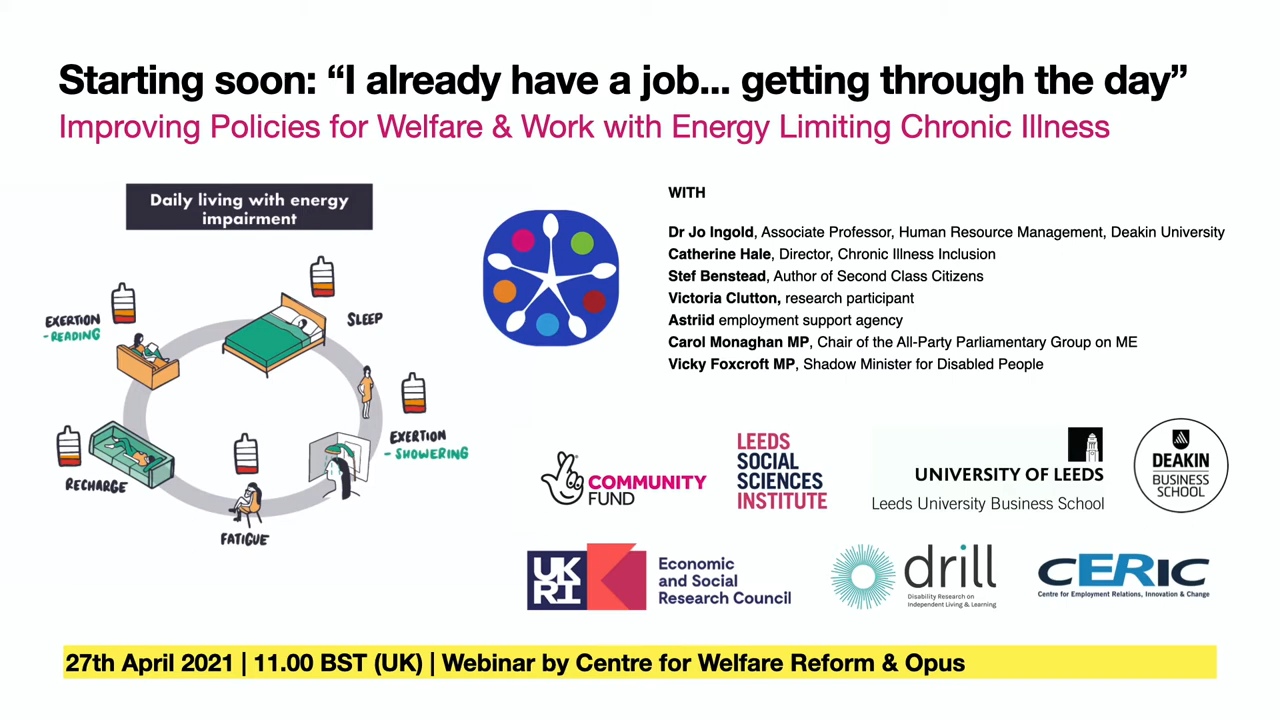 Starting soon: “I already have a job... getting through the day”
Improving Policies for Welfare & Work with Energy Limiting Chronic Illness
Daily living with energy
impairment
EXERTION
- READING
SLEEP
EXERTION
- SHOWERING
RECHARGE
FATIGUE
WITH
Dr Jo Ingold, Associate Professor, Human Resource Management, Deakin University
Catherine Hale, Director, Chronic Illness Inclusion
Stef Benstead, Author of Second Class Citizens
Victoria Clutton, research participant
Astriid employment support agency
Carol Monaghan MP, Chair of the All-Party Parliamentary Group on ME
Vicky Foxcroft MP, Shadow Minister for Disabled People
COMMUNITY
FUND
LEEDS
SOCIAL
SCIENCES
INSTITUTE
UNIVERSITY OF LEEDS
Leeds University Business School
DEAKIN
BUSINESS
SCHOOL
UK
RI
Economic
and Social
Research Council
drill
Disability Research on
Independent Living & Learning
CERIC
Centre for Employment Relations, Innovation & Change
27th April 2021 | 11.00 BST (UK) | Webinar by Centre for Welfare Reform & Opus